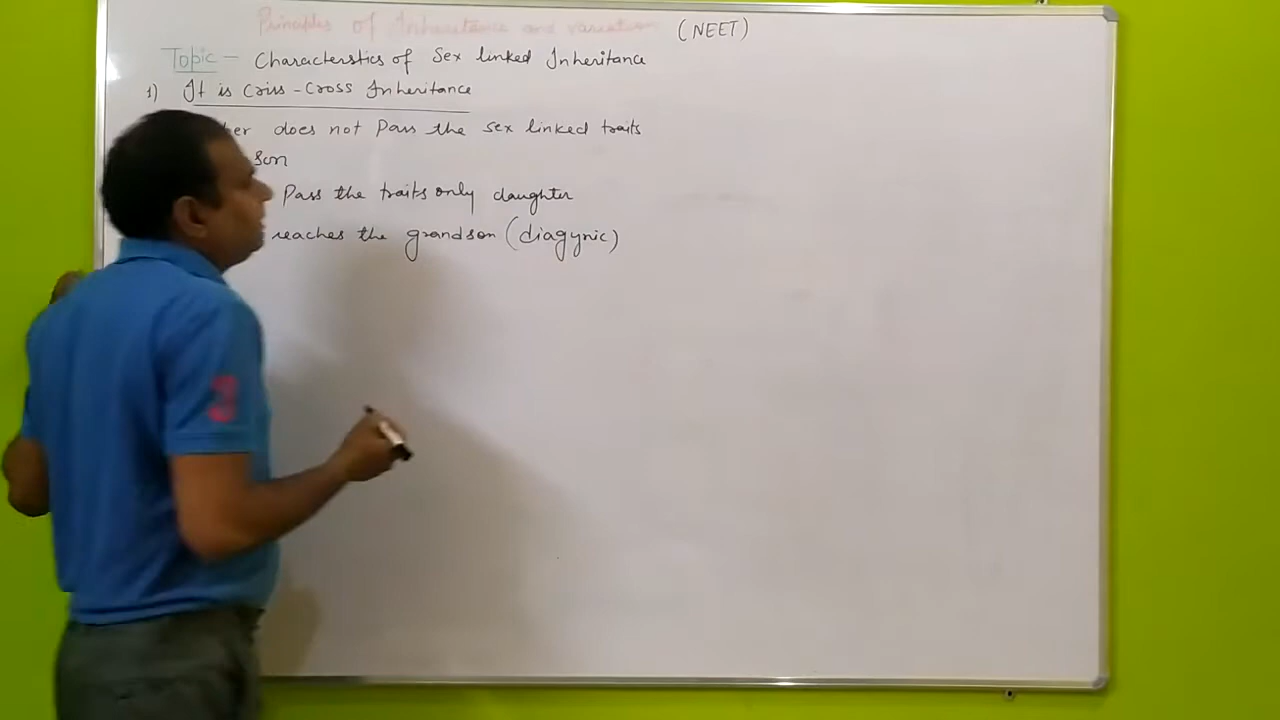 Principles of Inheritance and variation (NEET)
Topic - Characterstics of Sex linked Inheritance
1) It is Criss-Cross Inheritance
does not Pass the sex linked traits
son
Pass the traits only daughter
reaches the grandson (diagynic)